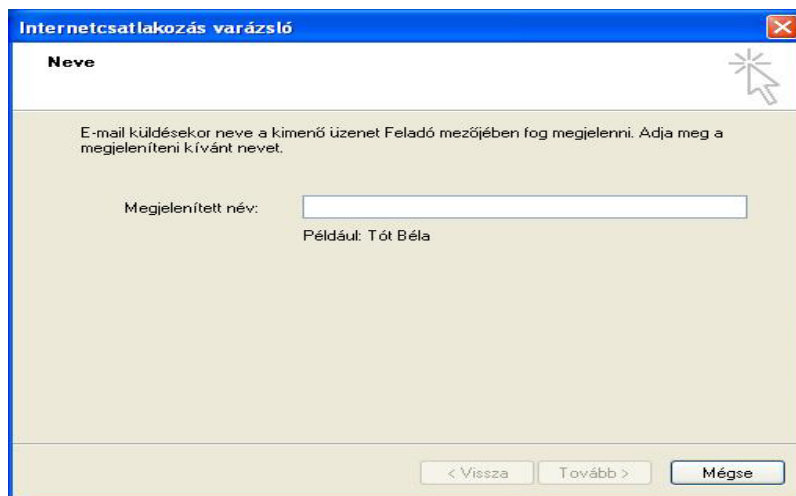 Internetcsatlakozás varázsló
Neve
E-mail küldésekor neve a kimenő üzenet Feladó mezőjében fog megjelenni. Adja meg a
megjeleníteni kívánt nevet.
Megjelenített név:
Például: Tót Béla
< Vissza
Tovább >
Mégse